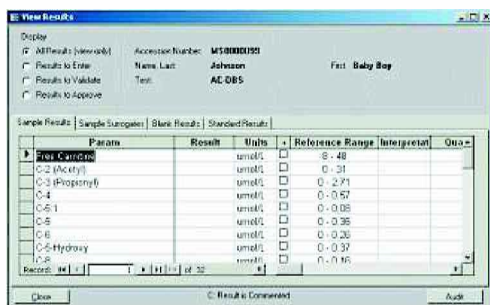 View Results
Display
All Results (view only) Accession Number: MS0000099
Results to Enter Name, Last: Johnson First: Baby Boy
Results to Validate Test: AC-DBS
Results to Approve
Sample Results Sample Surrogates Blank Results Standard Results
Param Result Units + Reference Range Interpretat Qua
Free Carnitine umol/L 8 - 48
C-2 (Acetyl) umol/L 0 - 31
C-3 (Propionyl) umol/L 0 - 2.71
C-4 umol/L 0 - 0.57
C-5:1 umol/L 0 - 0.08
C-5 umol/L 0 - 0.35
C-6 umol/L 0 - 0.26
C-5-Hydroxy umol/L 0 - 0.37
C-8 umol/L 0 - 0.16
Record: 1 of 32
Close C: Result is Commented Audit